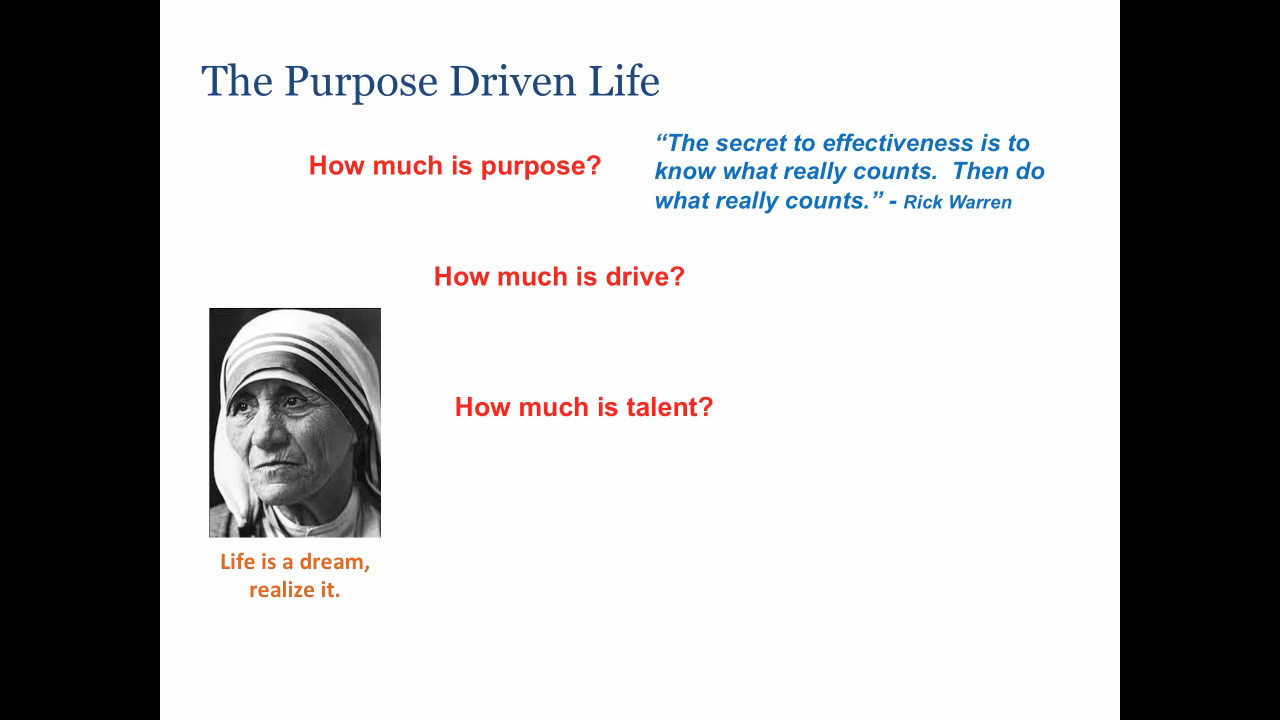 The Purpose Driven Life
How much is purpose?
“The secret to effectiveness is to
know what really counts.  Then do
what really counts.” - Rick Warren
How much is drive?
How much is talent?
Life is a dream,
realize it.